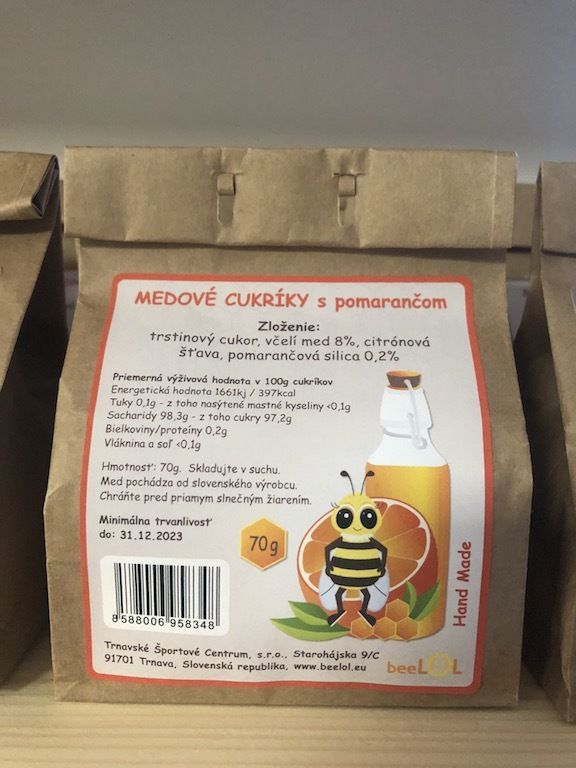 MEDOVÉ CUKRÍKY s pomarančom
Zloženie:
trstinový cukor, včelí med 8%, citrónová
šťava, pomarančová silica 0,2%
Priemerná výživová hodnota v 100g cukríkov
Energetická hodnota 1661kj / 397kcal
Tuky 0,1g - z toho nasýtené mastné kyseliny <0,1g
Sacharidy 98,3g - z toho cukry 97,2g
Bielkoviny/proteíny 0,2g
Vláknina a soľ <0,1g
Hmotnosť: 70g. Skladujte v suchu.
Med pochádza od slovenského výrobcu.
Chráňte pred priamym slnečným žiarením.
Minimálna trvanlivosť
do: 31.12.2023
70g
Hand Made
8588006958348
Trnavské Športové Centrum, s.r.o., Starohájska 9/C
91701 Trnava, Slovenská republika, www.beelol.eu
beeLOL